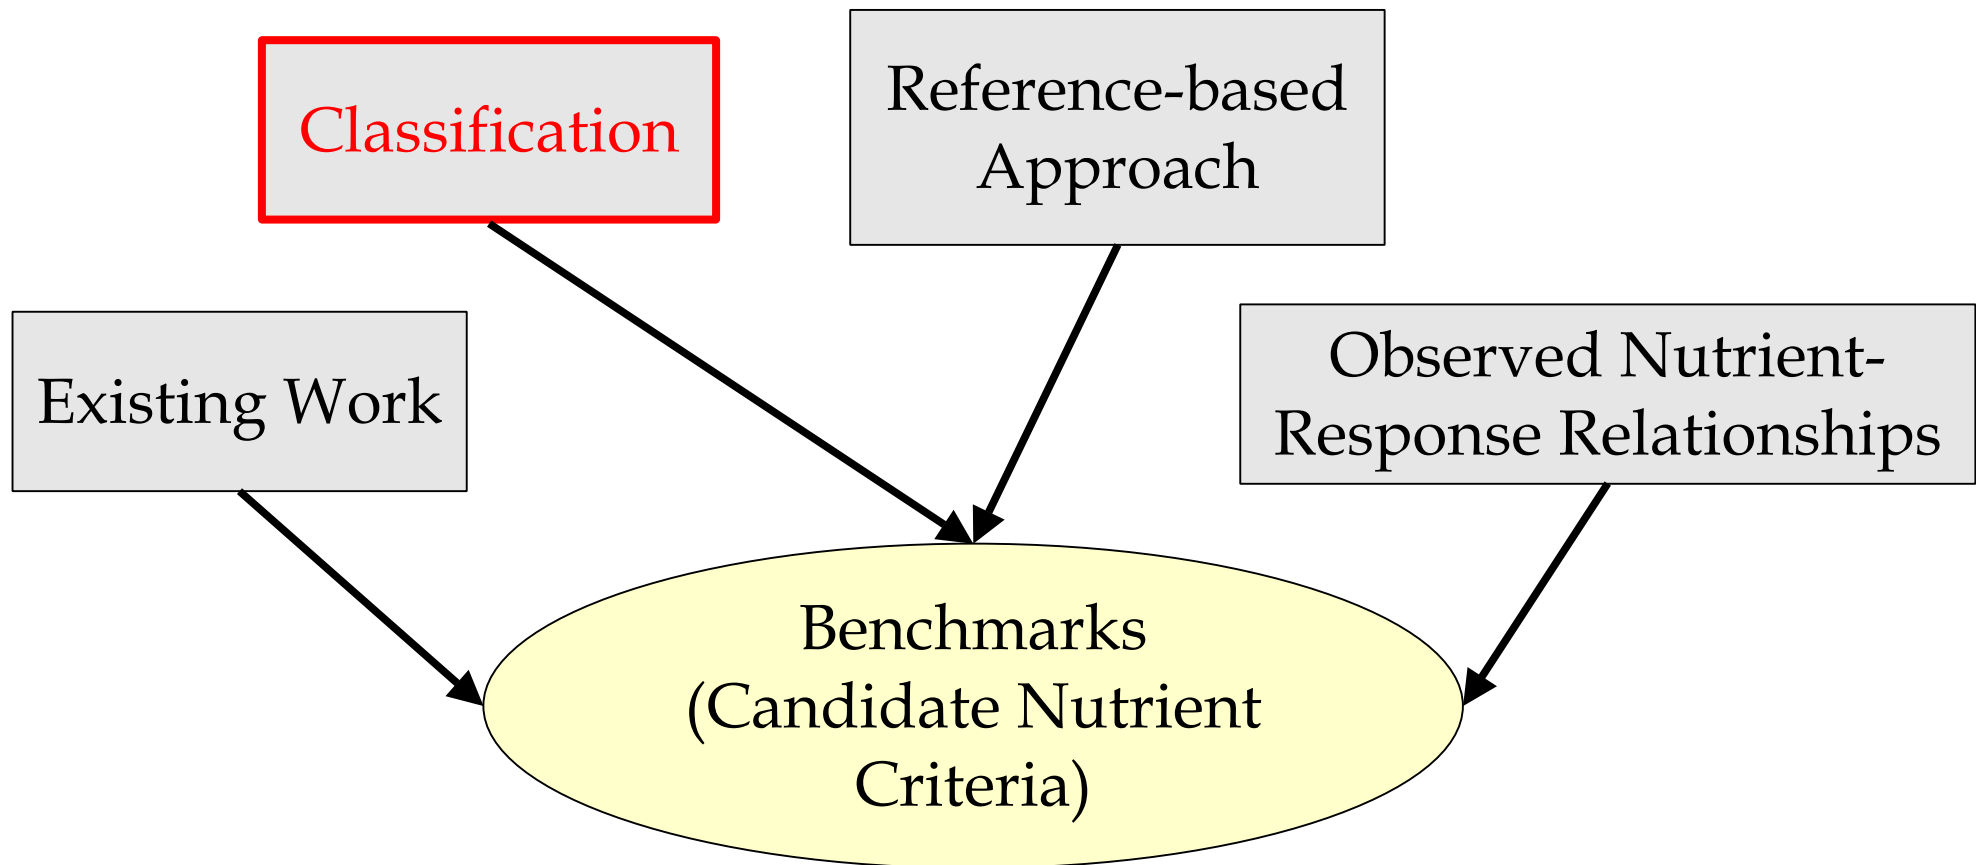 Classification
Reference-based
Approach
Existing Work
Observed Nutrient-
Response Relationships
Benchmarks
(Candidate Nutrient
Criteria)